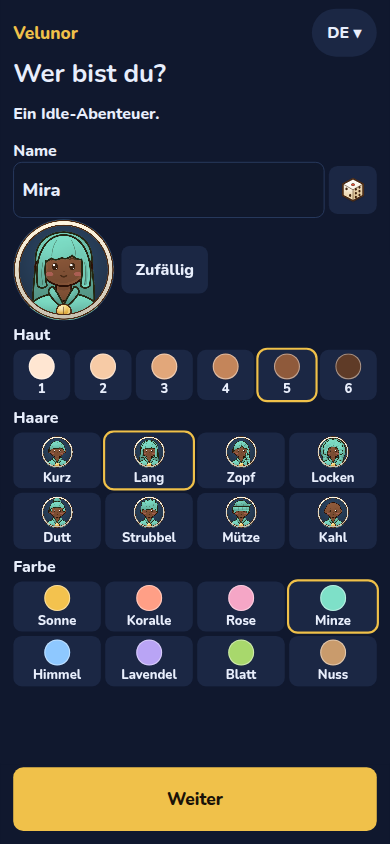 Velunor
DE ▾
Wer bist du?
Ein Idle-Abenteuer.
Name
Mira
Zufällig
Haut
1 2 3 4 5 6
Haare
Kurz Lang Zopf Locken
Dutt Strubbel Mütze Kahl
Farbe
Sonne Koralle Rose Minze
Himmel Lavendel Blatt Nuss
Weiter